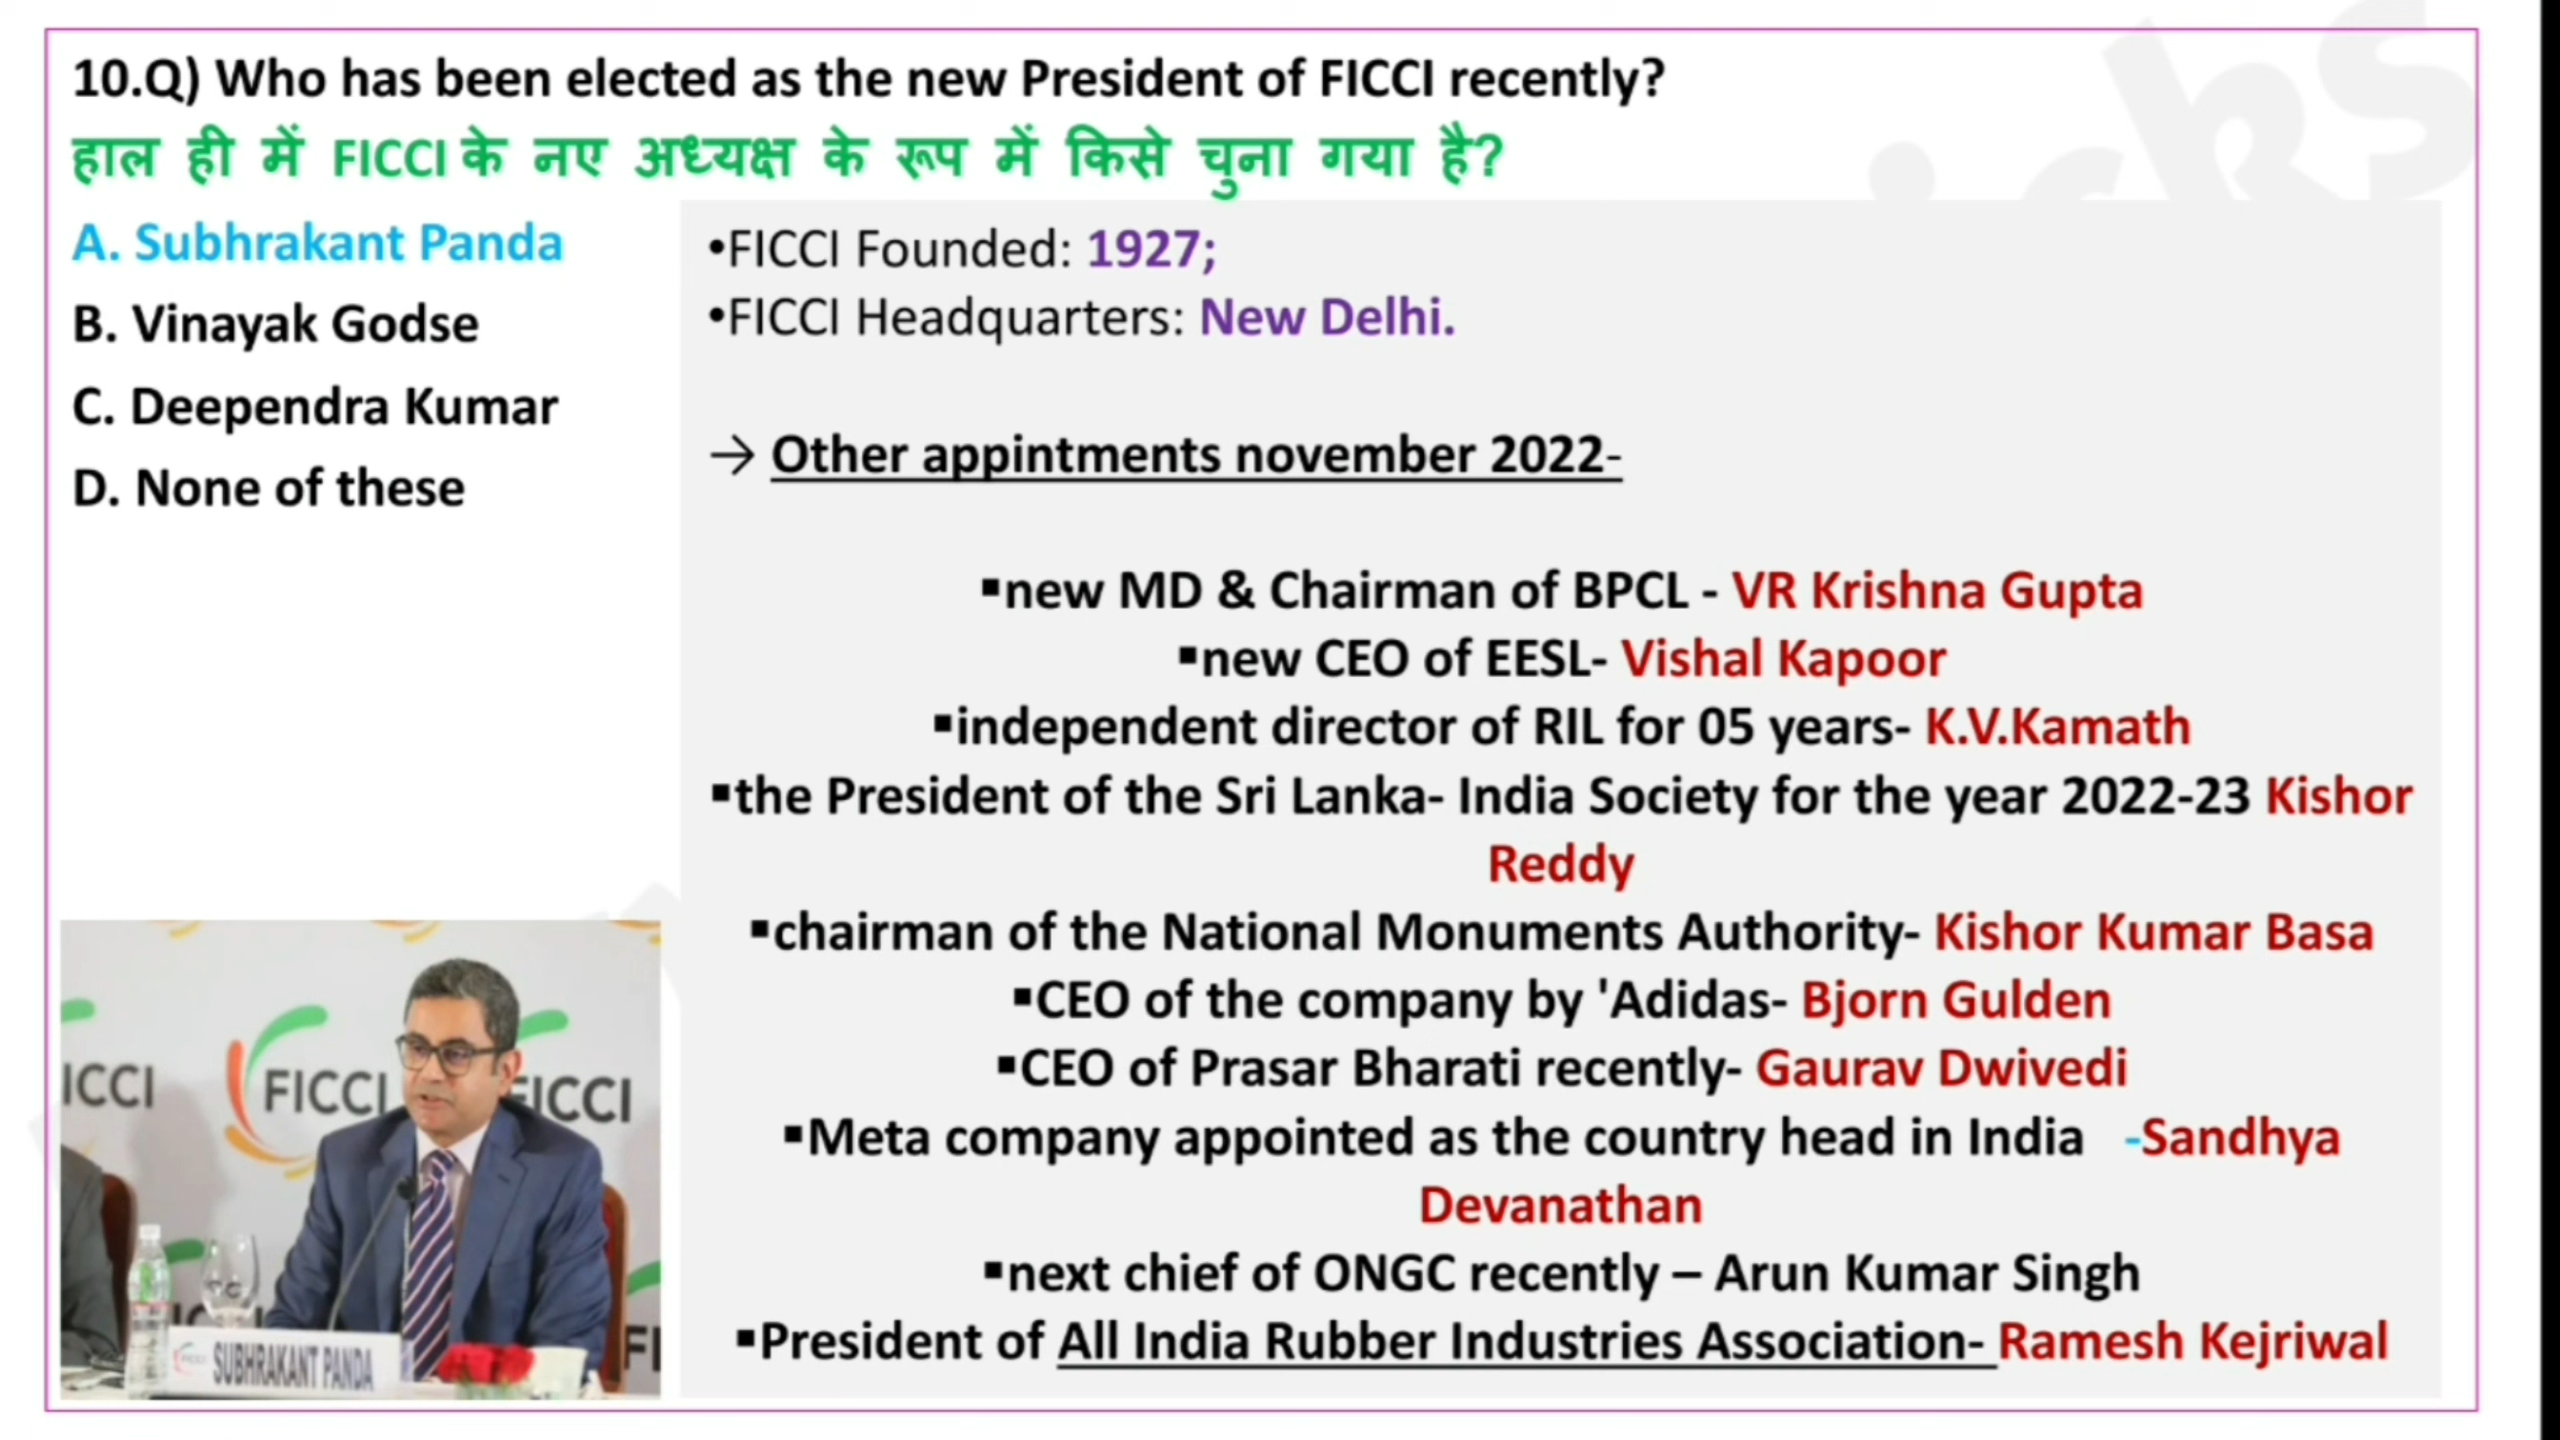 10.Q) Who has been elected as the new President of FICCI recently?
हाल ही में FICCI के नए अध्यक्ष के रूप में किसे चुना गया है?
A. Subhrakant Panda
B. Vinayak Godse
C. Deependra Kumar
D. None of these
•FICCI Founded: 1927;
•FICCI Headquarters: New Delhi.
→ Other appintments november 2022-
▪new MD & Chairman of BPCL - VR Krishna Gupta
▪new CEO of EESL- Vishal Kapoor
▪independent director of RIL for 05 years- K.V.Kamath
▪the President of the Sri Lanka- India Society for the year 2022-23 Kishor
Reddy
▪chairman of the National Monuments Authority- Kishor Kumar Basa
▪CEO of the company by 'Adidas- Bjorn Gulden
▪CEO of Prasar Bharati recently- Gaurav Dwivedi
▪Meta company appointed as the country head in India -Sandhya
Devanathan
▪next chief of ONGC recently – Arun Kumar Singh
▪President of All India Rubber Industries Association- Ramesh Kejriwal
ICCI FICCI FICCI
SUBHRAKANT PANDA